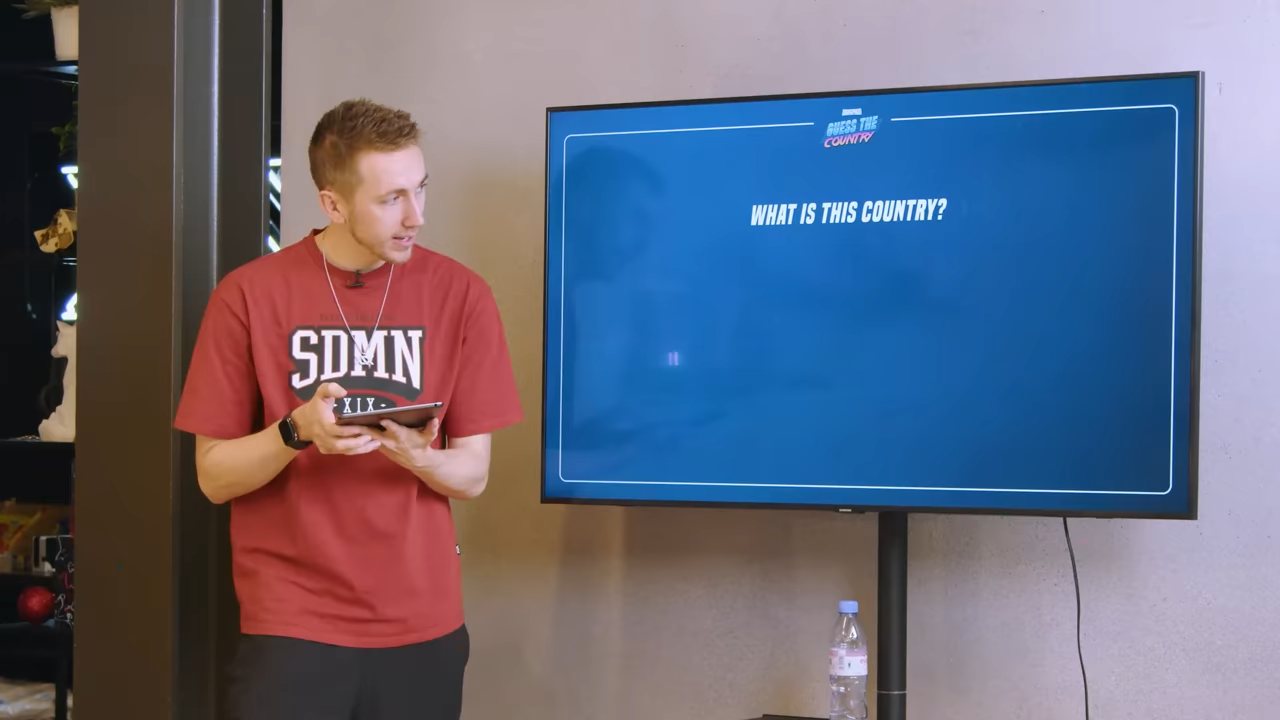 GUESS THE
COUNTRY
WHAT IS THIS COUNTRY?
SDMN
-XIX-